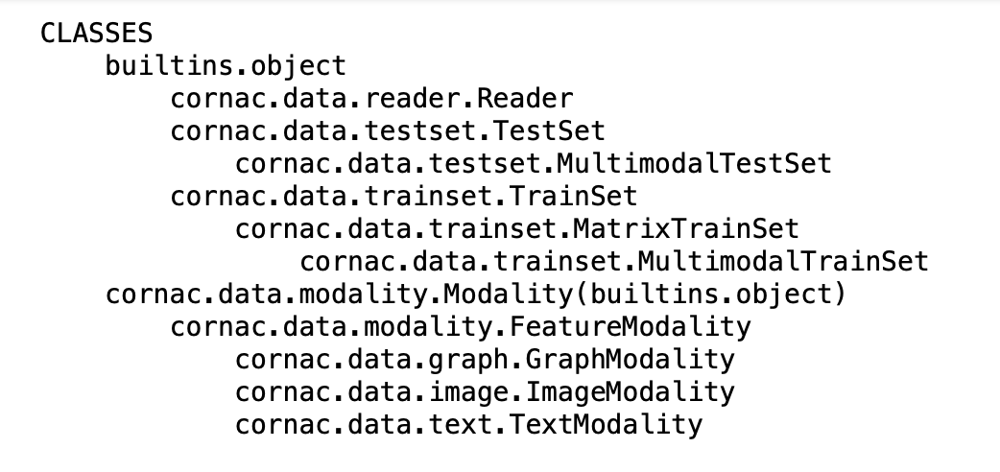 CLASSES
builtins.object
cornac.data.reader.Reader
cornac.data.testset.TestSet
cornac.data.testset.MultimodalTestSet
cornac.data.trainset.TrainSet
cornac.data.trainset.MatrixTrainSet
cornac.data.trainset.MultimodalTrainSet
cornac.data.modality.Modality(builtins.object)
cornac.data.modality.FeatureModality
cornac.data.graph.GraphModality
cornac.data.image.ImageModality
cornac.data.text.TextModality